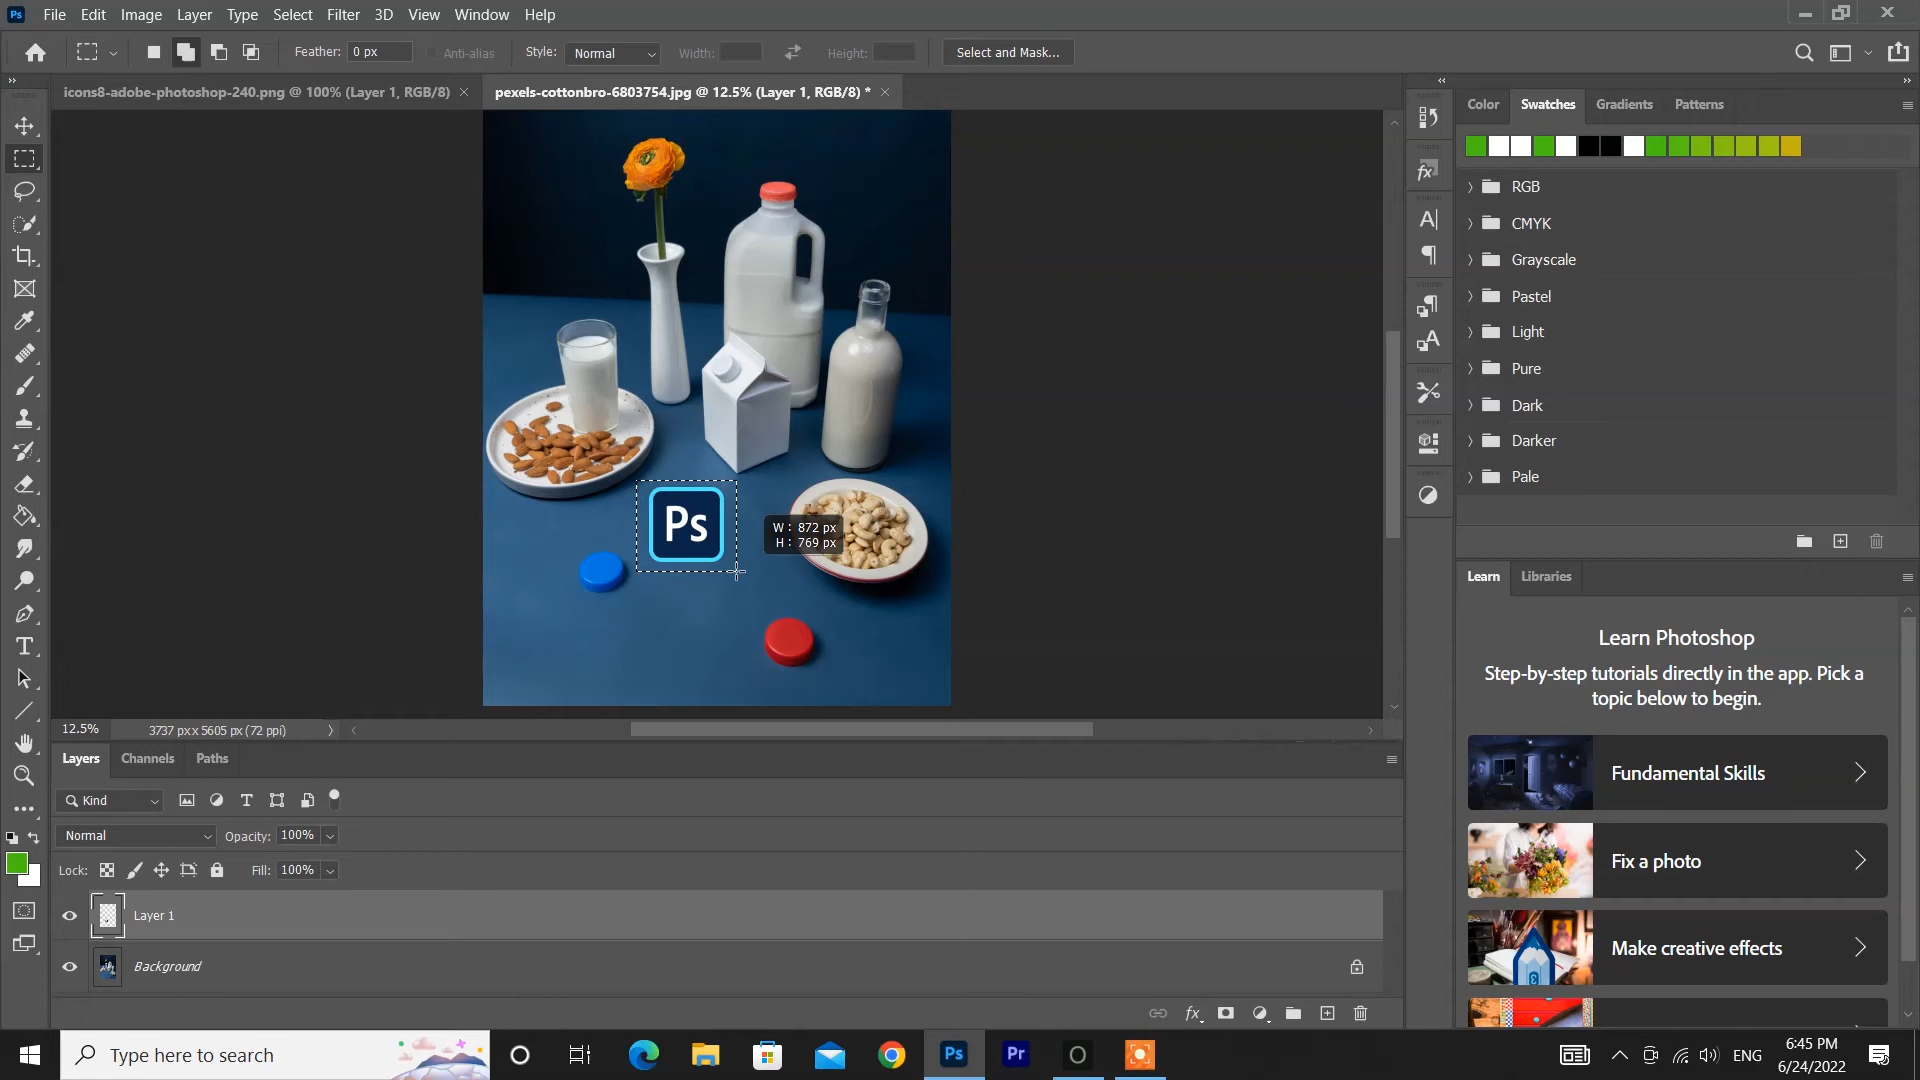 Ps File Edit Image Layer Type Select Filter 3D View Window Help
Feather: 0 px Anti-alias Style: Normal Width: Height: Select and Mask...
icons8-adobe-photoshop-240.png @ 100% (Layer 1, RGB/8) pexels-cottonbro-6803754.jpg @ 12.5% (Layer 1, RGB/8) *
Color Swatches Gradients Patterns
RGB
CMYK
Grayscale
Pastel
Light
Pure
Dark
Darker
Pale
Ps
W: 872 px
H: 769 px
Learn Libraries
Learn Photoshop
Step-by-step tutorials directly in the app. Pick a
topic below to begin.
Fundamental Skills
Fix a photo
Make creative effects
12.5% 3737 px x 5605 px (72 ppi)
Layers Channels Paths
Kind
Normal Opacity: 100%
Lock: Fill: 100%
Layer 1
Background
Type here to search
Ps Pr ENG
6:45 PM
6/24/2022